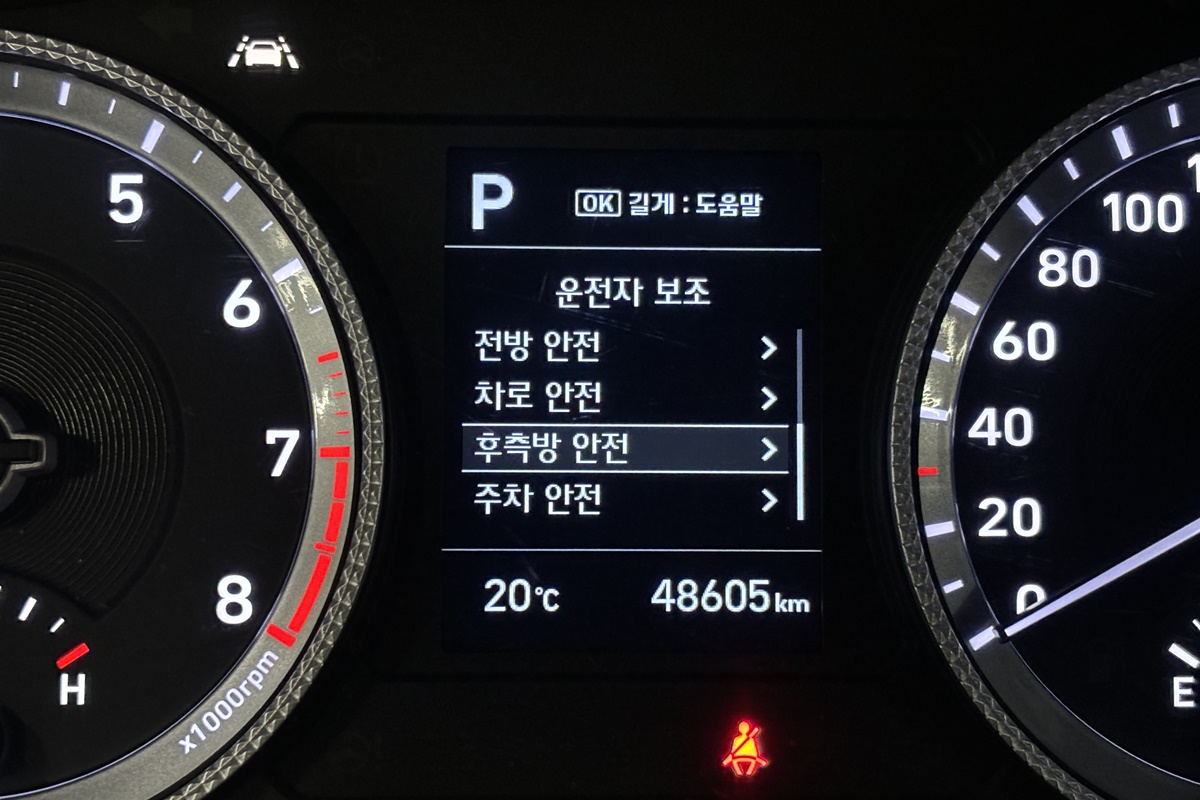 P OK 길게 : 도움말
운전자 보조
전방 안전
차로 안전
후측방 안전
주차 안전
20℃ 48605km
5
6
7
8
x1000rpm
H
100
80
60
40
20
0
E